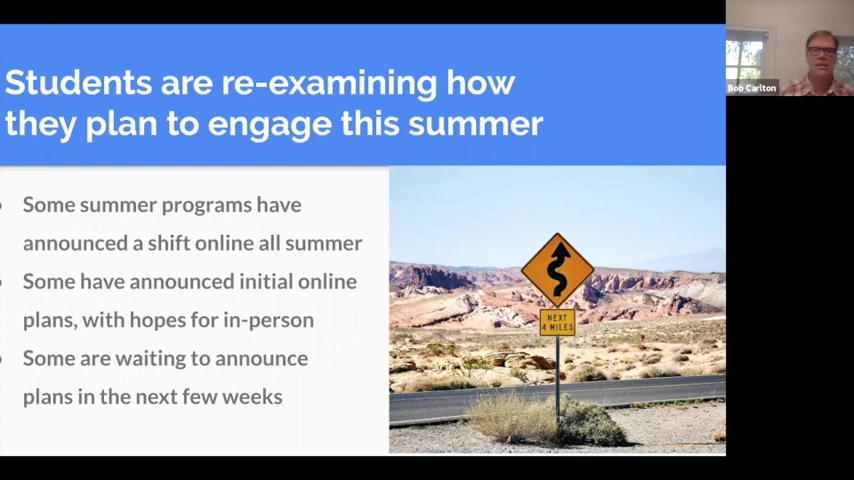 Students are re-examining how
they plan to engage this summer
Bob Carlton
Some summer programs have
announced a shift online all summer
Some have announced initial online
plans, with hopes for in-person
Some are waiting to announce
plans in the next few weeks
NEXT
4 MILES